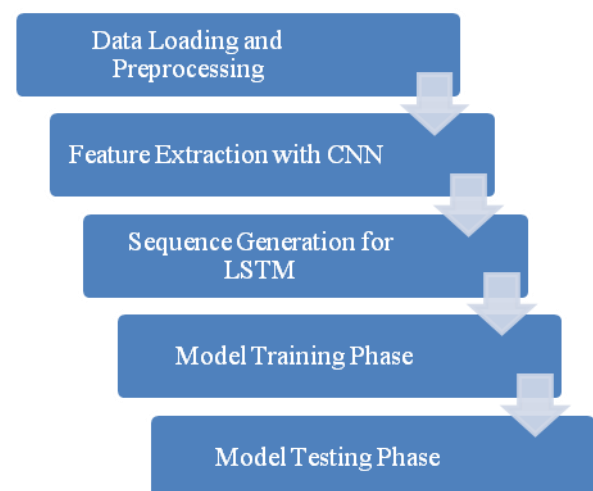 Data Loading and
Preprocessing
Feature Extraction with CNN
Sequence Generation for
LSTM
Model Training Phase
Model Testing Phase